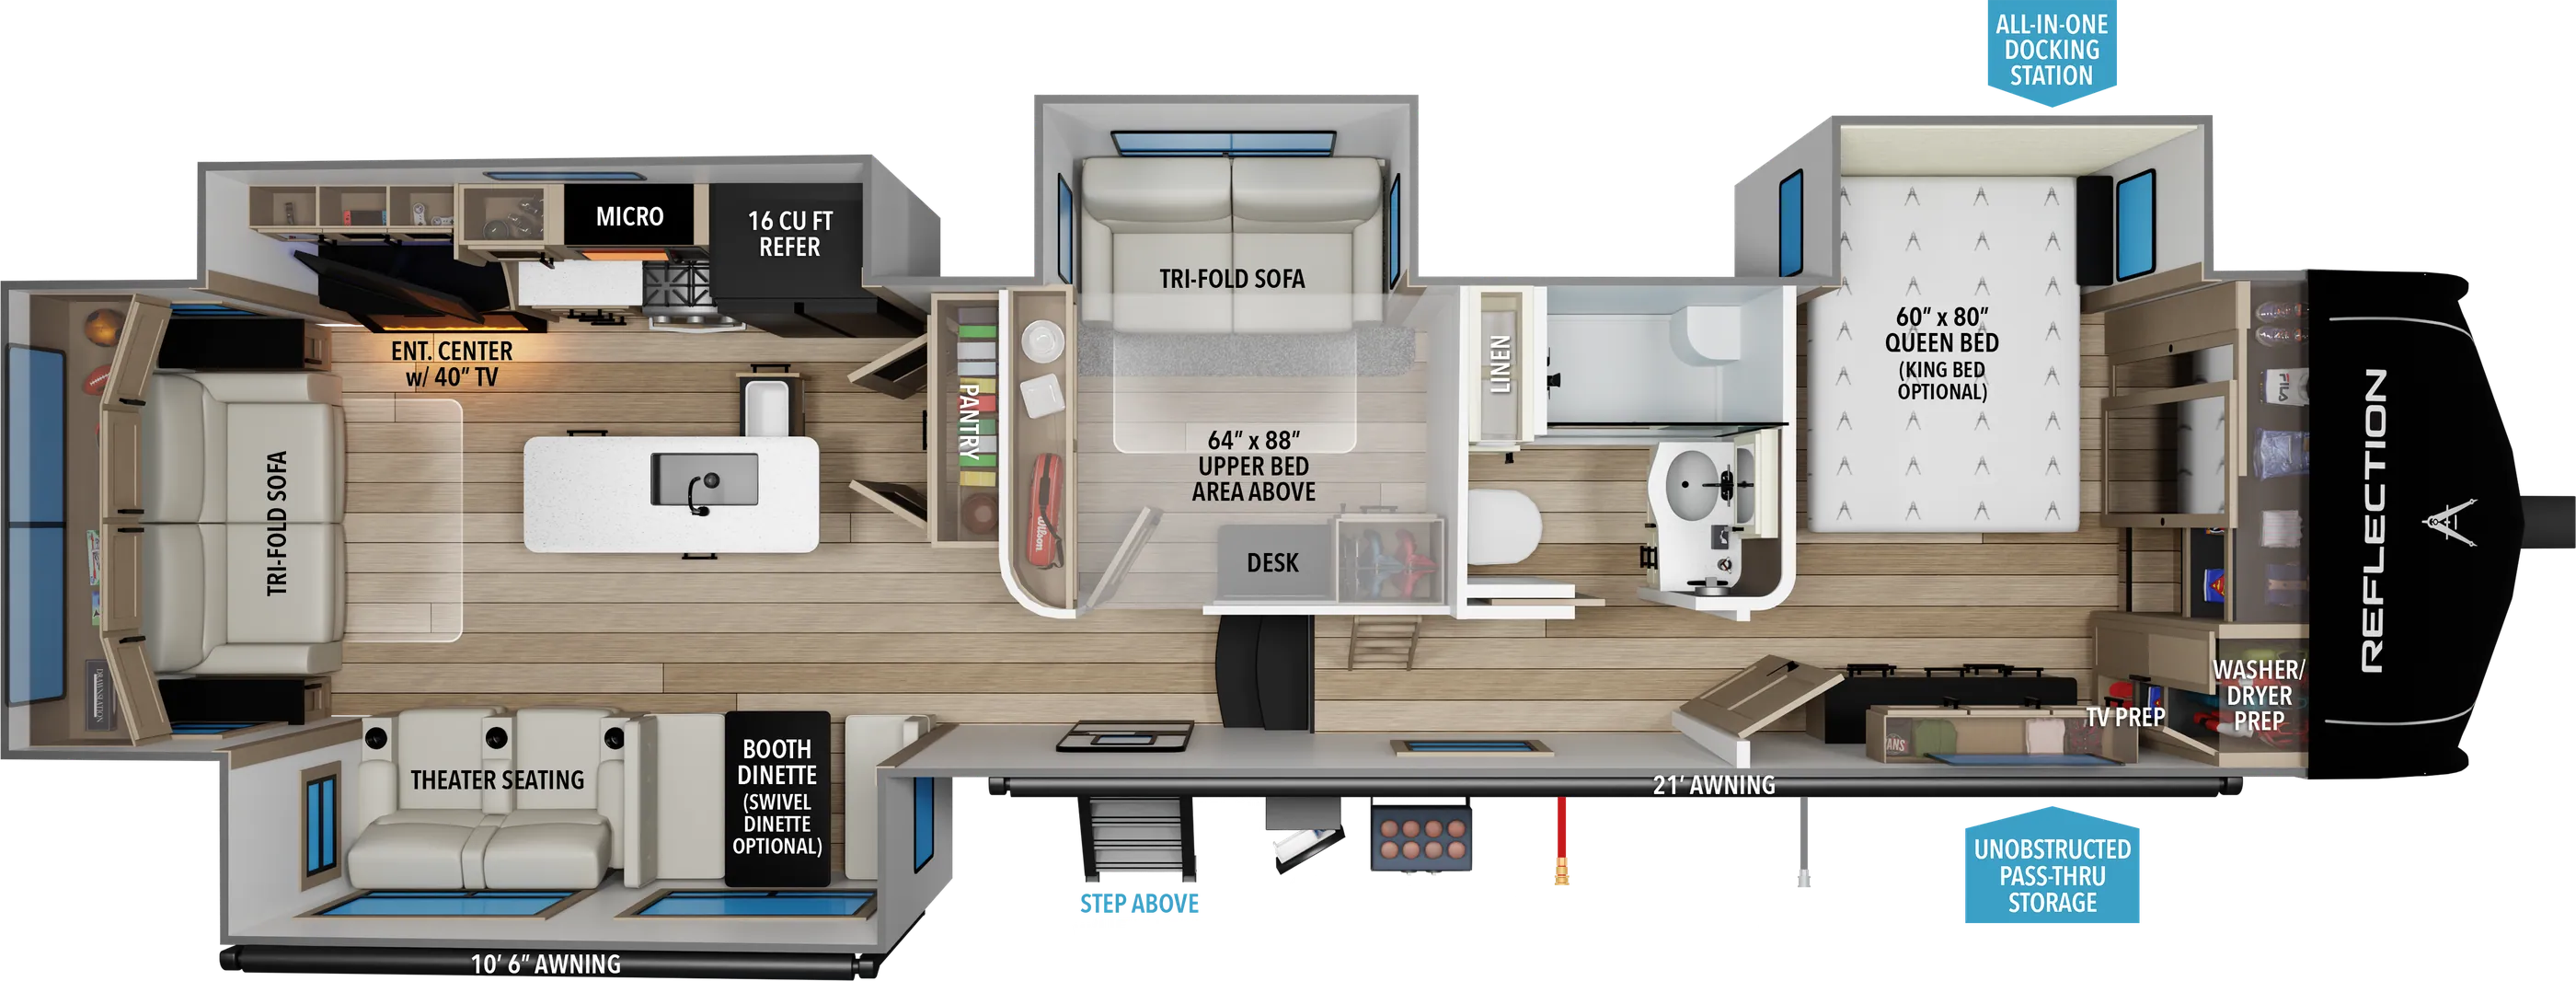 ALL-IN-ONE
DOCKING
STATION
MICRO
16 CU FT
REFER
ENT. CENTER
w/ 40” TV
TRI-FOLD SOFA
PANTRY
TRI-FOLD SOFA
64” x 88”
UPPER BED
AREA ABOVE
DESK
Wilson
LINEN
60” x 80”
QUEEN BED
(KING BED
OPTIONAL)
FILA
REFLECTION
WASHER/
DRYER
PREP
TV PREP
THEATER SEATING
BOOTH
DINETTE
(SWIVEL
DINETTE
OPTIONAL)
10’ 6” AWNING
21’ AWNING
STEP ABOVE
UNOBSTRUCTED
PASS-THRU
STORAGE